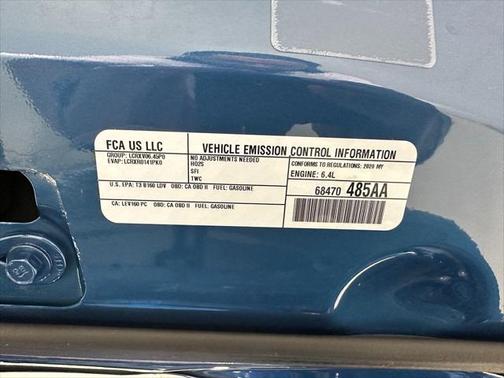 FCA US LLC
GROUP: LCRXV06.45P0
EVAP: LCRXR0141PK0
VEHICLE EMISSION CONTROL INFORMATION
NO ADJUSTMENTS NEEDED
HO2S
SFI
TWC
CONFORMS TO REGULATIONS: 2020 MY
ENGINE: 6.4L
U.S. EPA: T3 B160 LDV OBD: CA OBD II FUEL: GASOLINE
68470 485AA
CA: LEV160 PC OBD: CA OBD II FUEL: GASOLINE